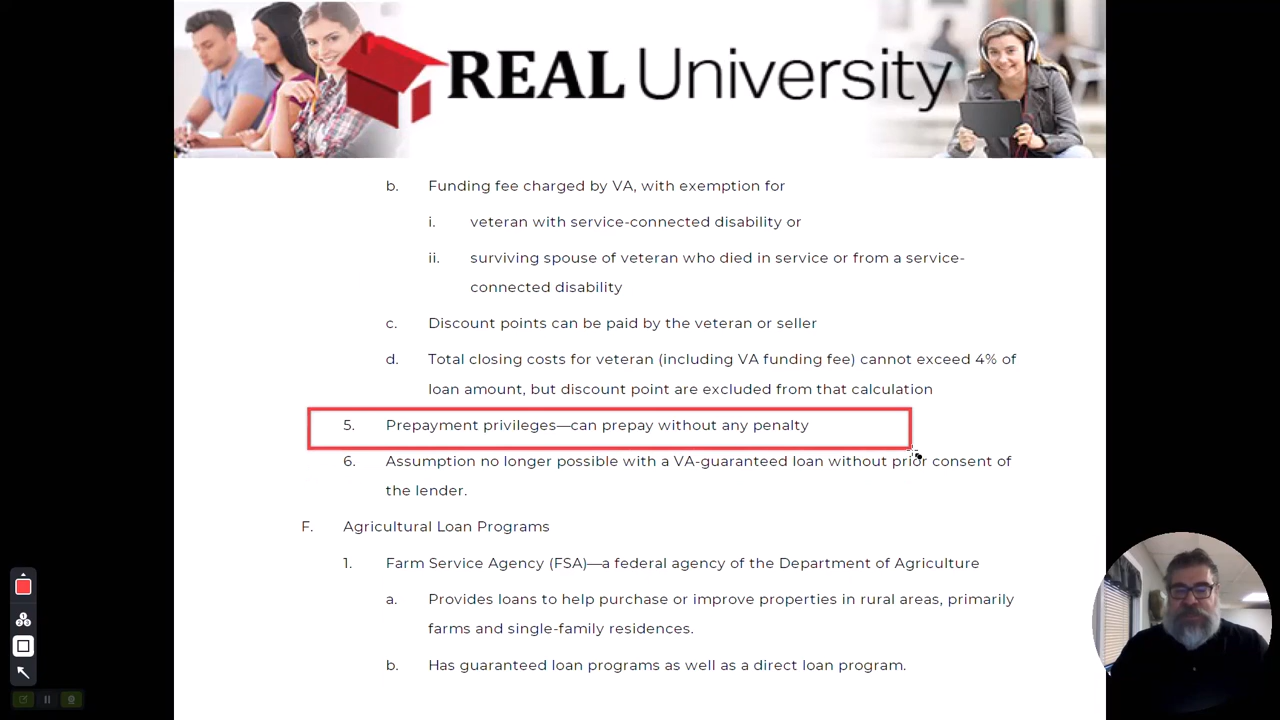 REAL University
b. Funding fee charged by VA, with exemption for
i. veteran with service-connected disability or
ii. surviving spouse of veteran who died in service or from a service-
connected disability
c. Discount points can be paid by the veteran or seller
d. Total closing costs for veteran (including VA funding fee) cannot exceed 4% of
loan amount, but discount point are excluded from that calculation
5. Prepayment privileges—can prepay without any penalty
6. Assumption no longer possible with a VA-guaranteed loan without prior consent of
the lender.
F. Agricultural Loan Programs
1. Farm Service Agency (FSA)—a federal agency of the Department of Agriculture
a. Provides loans to help purchase or improve properties in rural areas, primarily
farms and single-family residences.
b. Has guaranteed loan programs as well as a direct loan program.